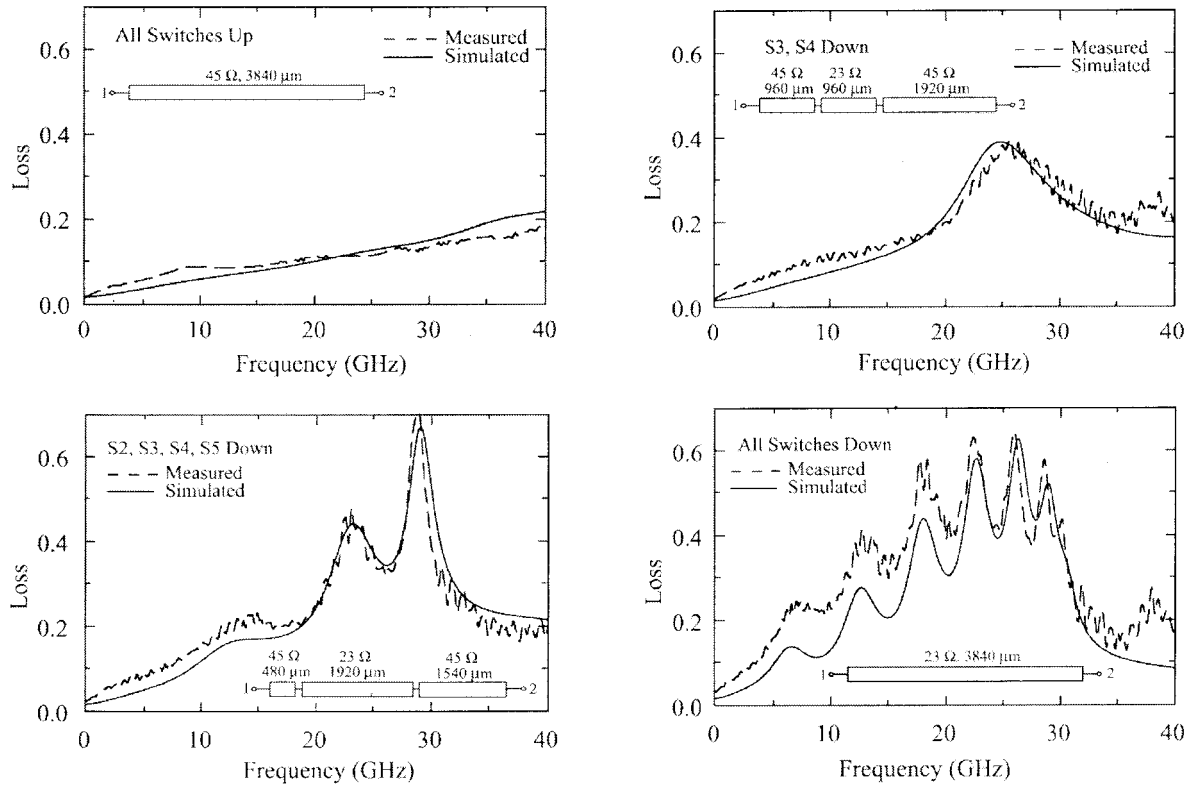 All Switches Up
Measured
Simulated
45 Ω, 3840 µm
1
2
0.6
0.4
0.2
0.0
Loss
0
10
20
30
40
Frequency (GHz)
S3, S4 Down
Measured
Simulated
45 Ω 23 Ω 45 Ω
960 µm 960 µm 1920 µm
1
2
0.6
0.4
0.2
0.0
Loss
0
10
20
30
40
Frequency (GHz)
S2, S3, S4, S5 Down
Measured
Simulated
45 Ω 23 Ω 45 Ω
480 µm 1920 µm 1540 µm
1
2
0.6
0.4
0.2
0.0
Loss
0
10
20
30
40
Frequency (GHz)
All Switches Down
Measured
Simulated
23 Ω, 3840 µm
1
2
0.6
0.4
0.2
0.0
Loss
0
10
20
30
40
Frequency (GHz)